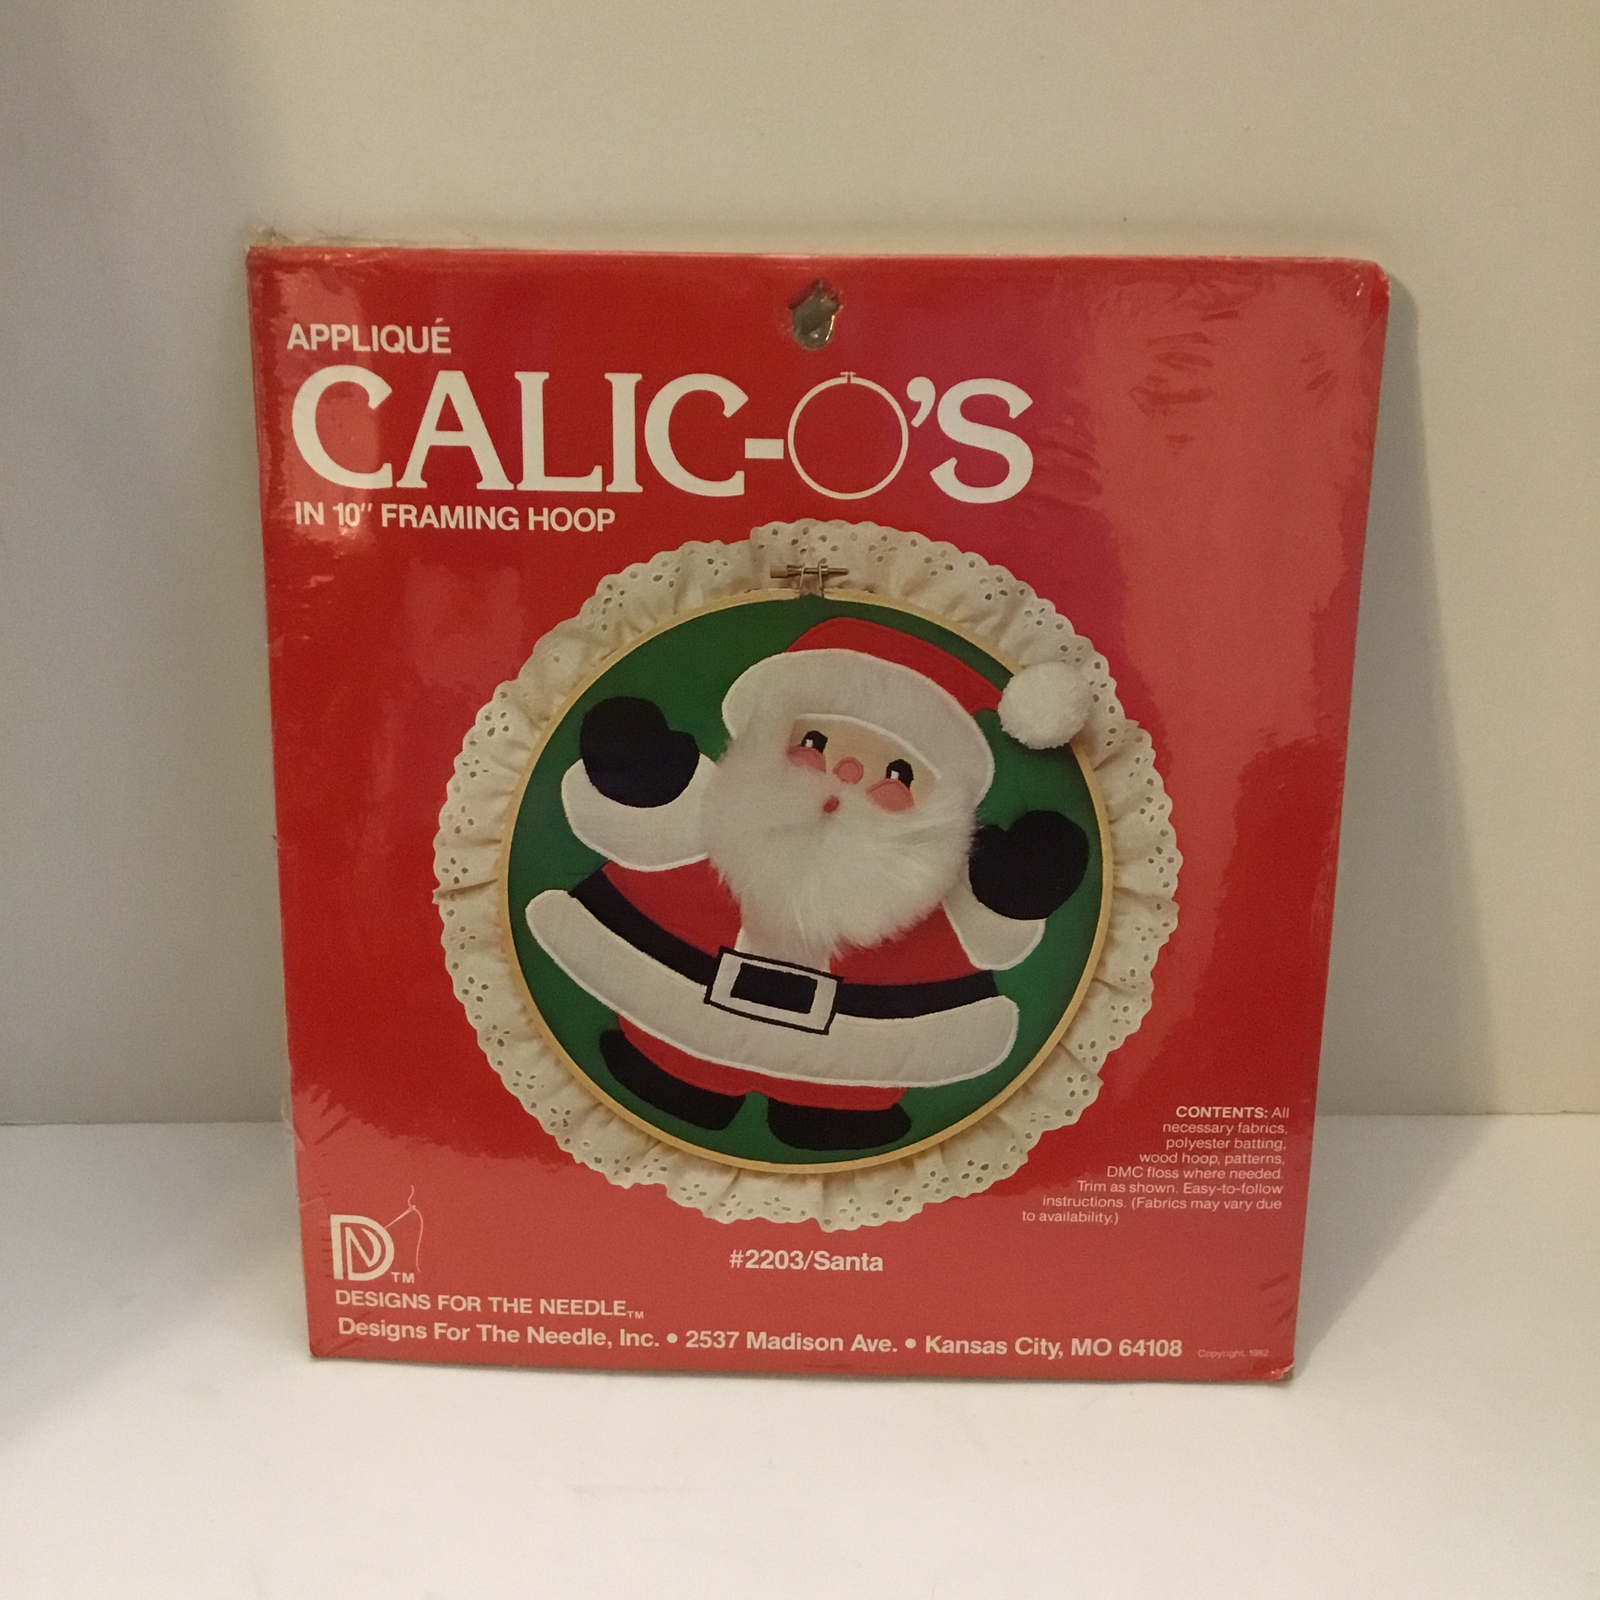 APPLIQUÉ
CALIC-O'S
IN 10" FRAMING HOOP
CONTENTS: All
necessary fabrics,
polyester batting,
wood hoop, patterns,
DMC floss where needed.
Trim as shown. Easy-to-follow
instructions. (Fabrics may vary due
to availability.)
#2203/Santa
D TM
DESIGNS FOR THE NEEDLE TM
Designs For The Needle, Inc. • 2537 Madison Ave. • Kansas City, MO 64108 Copyright, 1982